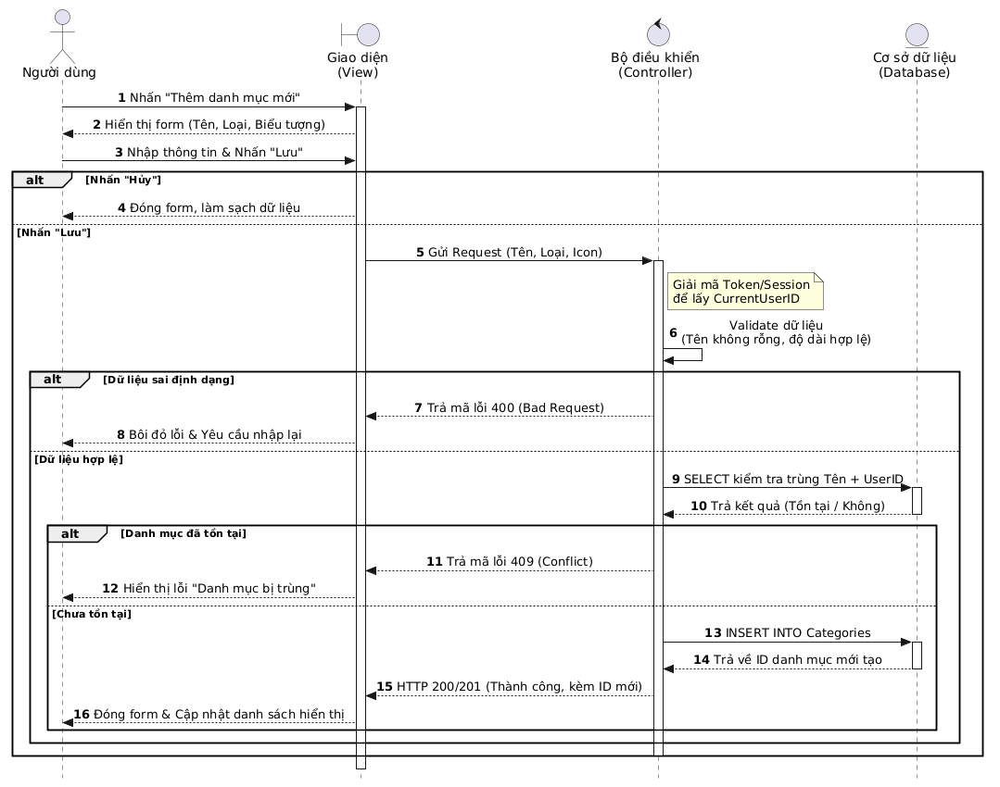 Người dùng
Giao diện
(View)
Bộ điều khiển
(Controller)
Cơ sở dữ liệu
(Database)
1 Nhấn "Thêm danh mục mới"
2 Hiển thị form (Tên, Loại, Biểu tượng)
3 Nhập thông tin & Nhấn "Lưu"
alt [Nhấn "Hủy"]
4 Đóng form, làm sạch dữ liệu
[Nhấn "Lưu"]
5 Gửi Request (Tên, Loại, Icon)
Giải mã Token/Session
để lấy CurrentUserID
6 Validate dữ liệu
(Tên không rỗng, độ dài hợp lệ)
alt [Dữ liệu sai định dạng]
7 Trả mã lỗi 400 (Bad Request)
8 Bôi đỏ lỗi & Yêu cầu nhập lại
[Dữ liệu hợp lệ]
9 SELECT kiểm tra trùng Tên + UserID
10 Trả kết quả (Tồn tại / Không)
alt [Danh mục đã tồn tại]
11 Trả mã lỗi 409 (Conflict)
12 Hiển thị lỗi "Danh mục bị trùng"
[Chưa tồn tại]
13 INSERT INTO Categories
14 Trả về ID danh mục mới tạo
15 HTTP 200/201 (Thành công, kèm ID mới)
16 Đóng form & Cập nhật danh sách hiển thị